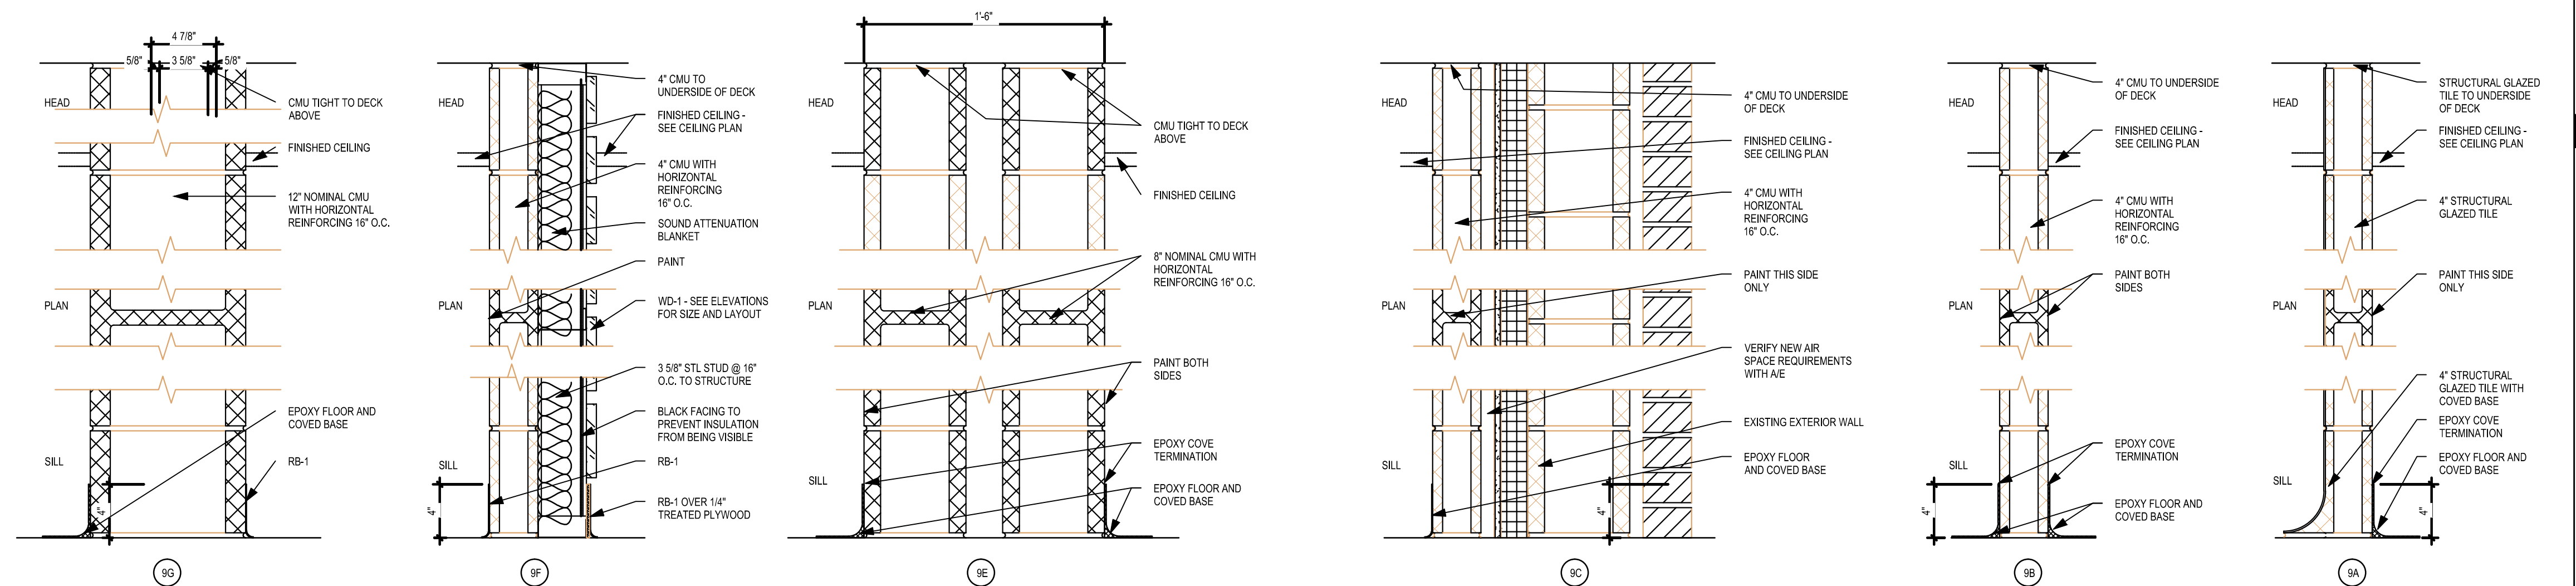 4 7/8"
5/8"
3 5/8"
5/8"
HEAD
CMU TIGHT TO DECK
ABOVE
FINISHED CEILING
12" NOMINAL CMU
WITH HORIZONTAL
REINFORCING 16" O.C.
PLAN
EPOXY FLOOR AND
COVED BASE
SILL
RB-1
4"
9G
HEAD
4" CMU TO
UNDERSIDE OF DECK
FINISHED CEILING -
SEE CEILING PLAN
4" CMU WITH
HORIZONTAL
REINFORCING
16" O.C.
SOUND ATTENUATION
BLANKET
PAINT
PLAN
WD-1 - SEE ELEVATIONS
FOR SIZE AND LAYOUT
3 5/8" STL STUD @ 16"
O.C. TO STRUCTURE
BLACK FACING TO
PREVENT INSULATION
FROM BEING VISIBLE
SILL
RB-1
RB-1 OVER 1/4"
TREATED PLYWOOD
4"
9F
1'-6"
HEAD
CMU TIGHT TO DECK
ABOVE
FINISHED CEILING
8" NOMINAL CMU WITH
HORIZONTAL
REINFORCING 16" O.C.
PLAN
PAINT BOTH
SIDES
EPOXY COVE
TERMINATION
SILL
EPOXY FLOOR AND
COVED BASE
9E
HEAD
4" CMU TO UNDERSIDE
OF DECK
FINISHED CEILING -
SEE CEILING PLAN
4" CMU WITH
HORIZONTAL
REINFORCING
16" O.C.
PAINT THIS SIDE
ONLY
PLAN
VERIFY NEW AIR
SPACE REQUIREMENTS
WITH A/E
EXISTING EXTERIOR WALL
SILL
EPOXY FLOOR
AND COVED BASE
4"
9C
HEAD
4" CMU TO UNDERSIDE
OF DECK
FINISHED CEILING -
SEE CEILING PLAN
4" CMU WITH
HORIZONTAL
REINFORCING
16" O.C.
PAINT BOTH
SIDES
PLAN
EPOXY COVE
TERMINATION
SILL
EPOXY FLOOR AND
COVED BASE
4"
9B
HEAD
STRUCTURAL GLAZED
TILE TO UNDERSIDE
OF DECK
FINISHED CEILING -
SEE CEILING PLAN
4" STRUCTURAL
GLAZED TILE
PAINT THIS SIDE
ONLY
PLAN
4" STRUCTURAL
GLAZED TILE WITH
COVED BASE
EPOXY COVE
TERMINATION
EPOXY FLOOR AND
COVED BASE
SILL
4"
9A